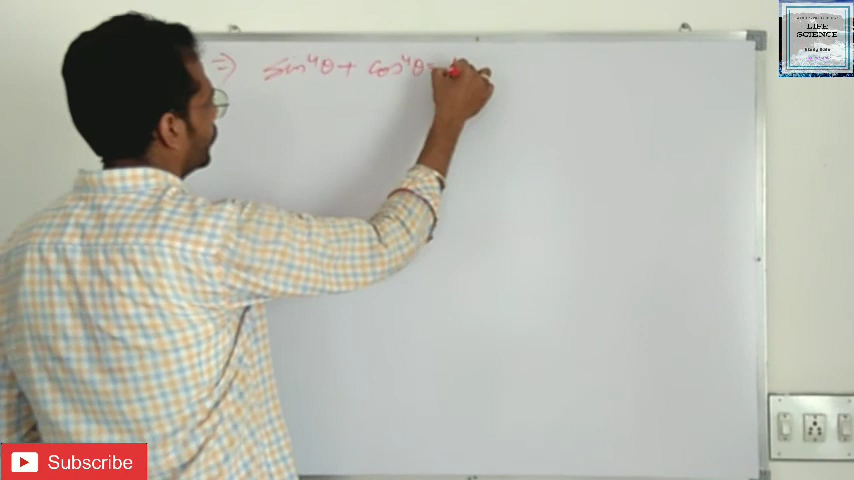 ⇒ sin⁴θ + cos⁴θ =
LIFE
SCIENCE
Subscribe